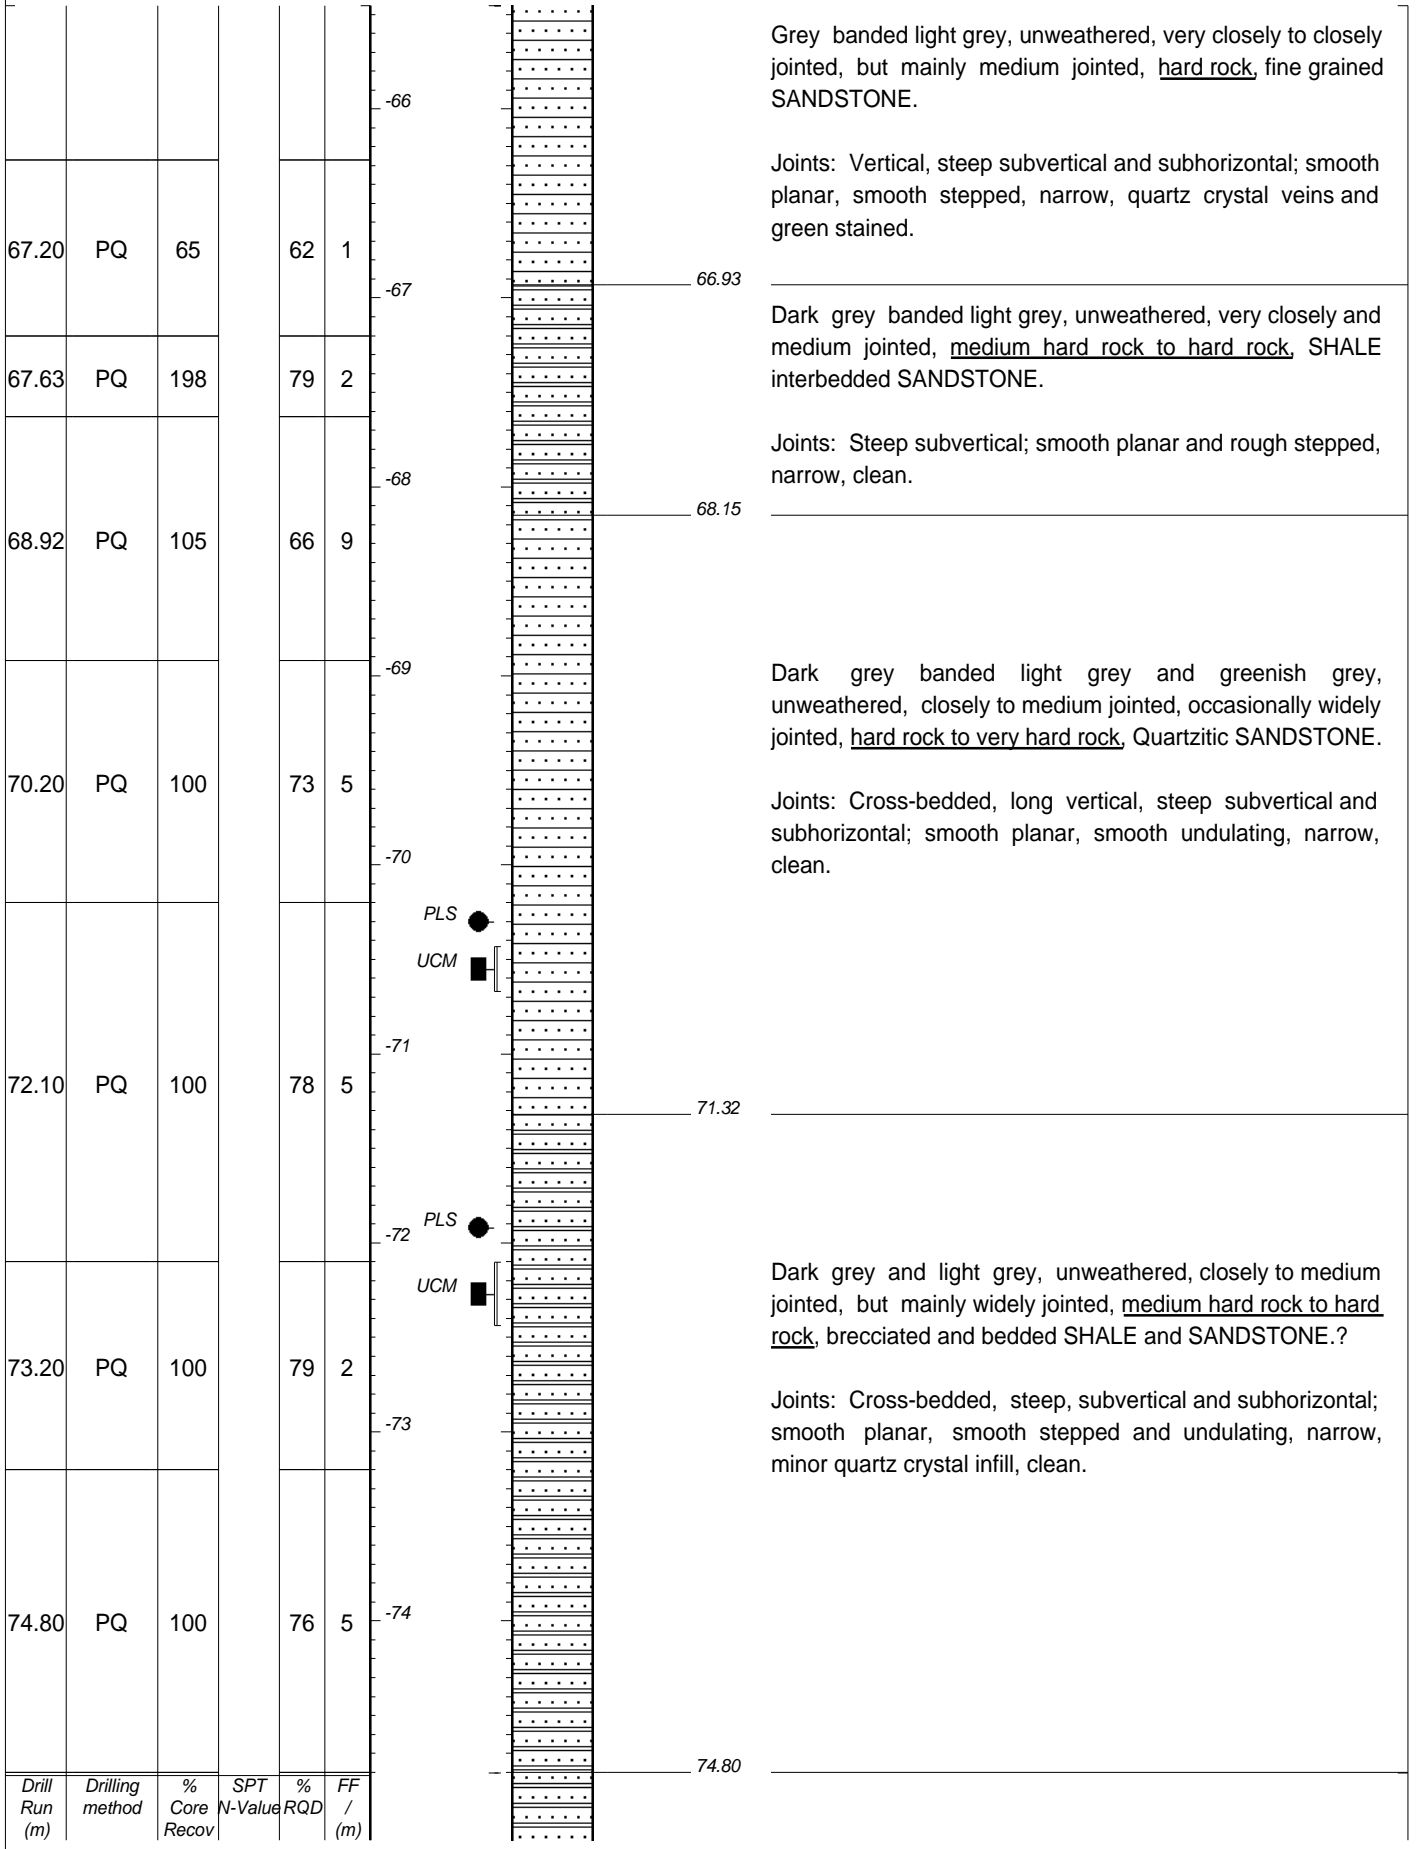 Grey banded light grey, unweathered, very closely to closely
jointed, but mainly medium jointed, hard rock, fine grained
SANDSTONE.
-66
Joints: Vertical, steep subvertical and subhorizontal; smooth
planar, smooth stepped, narrow, quartz crystal veins and
green stained.
67.20 PQ 65 62 1
66.93
-67
Dark grey banded light grey, unweathered, very closely and
medium jointed, medium hard rock to hard rock, SHALE
interbedded SANDSTONE.
67.63 PQ 198 79 2
Joints: Steep subvertical; smooth planar and rough stepped,
narrow, clean.
-68
68.15
68.92 PQ 105 66 9
-69
Dark grey banded light grey and greenish grey,
unweathered, closely to medium jointed, occasionally widely
jointed, hard rock to very hard rock, Quartzitic SANDSTONE.
70.20 PQ 100 73 5
Joints: Cross-bedded, long vertical, steep subvertical and
subhorizontal; smooth planar, smooth undulating, narrow,
clean.
-70
PLS
UCM
-71
72.10 PQ 100 78 5
71.32
PLS
-72
UCM
Dark grey and light grey, unweathered, closely to medium
jointed, but mainly widely jointed, medium hard rock to hard
rock, brecciated and bedded SHALE and SANDSTONE.?
73.20 PQ 100 79 2
Joints: Cross-bedded, steep, subvertical and subhorizontal;
smooth planar, smooth stepped and undulating, narrow,
minor quartz crystal infill, clean.
-73
-74
74.80 PQ 100 76 5
74.80
Drill Drilling % SPT % FF
Run method Core N-Value RQD /
(m) Recov (m)